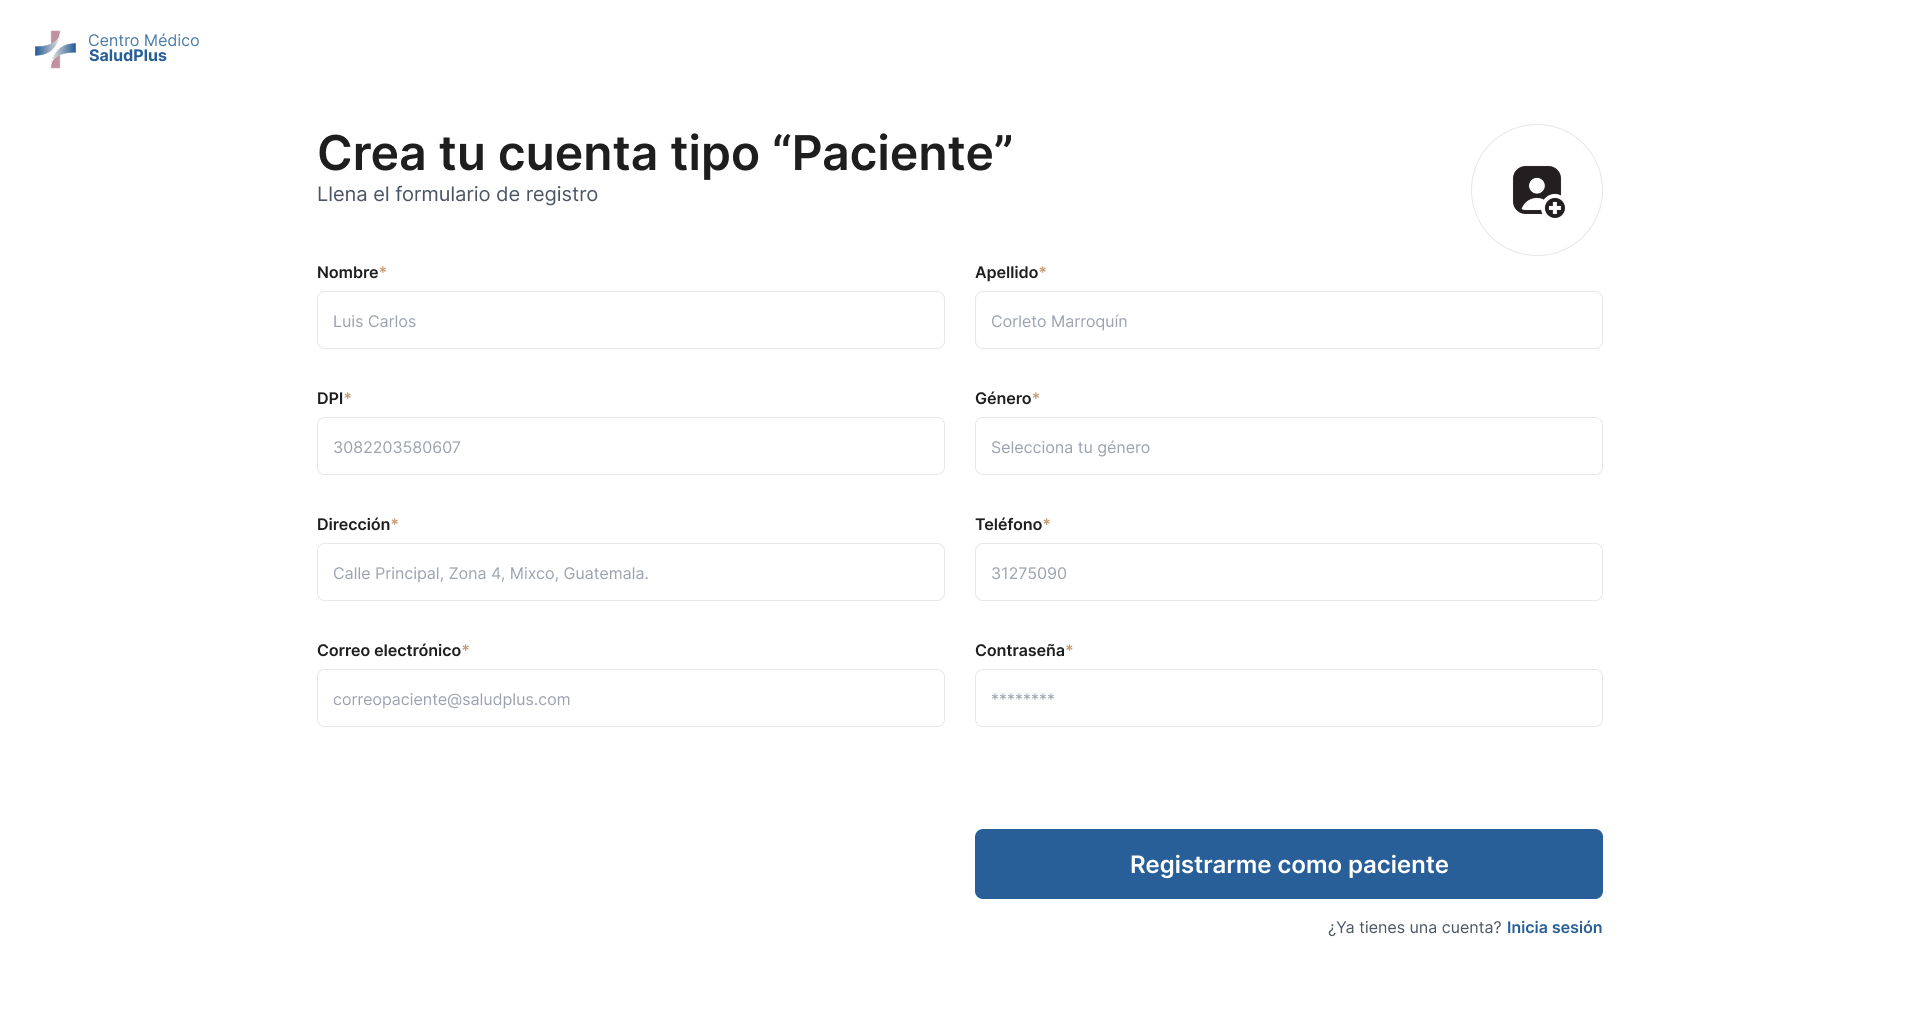 Centro Médico
SaludPlus
Crea tu cuenta tipo “Paciente”
Llena el formulario de registro
Nombre*
Luis Carlos
Apellido*
Corleto Marroquín
DPI*
3082203580607
Género*
Selecciona tu género
Dirección*
Calle Principal, Zona 4, Mixco, Guatemala.
Teléfono*
31275090
Correo electrónico*
correopaciente@saludplus.com
Contraseña*
********
Registrarme como paciente
¿Ya tienes una cuenta? Inicia sesión